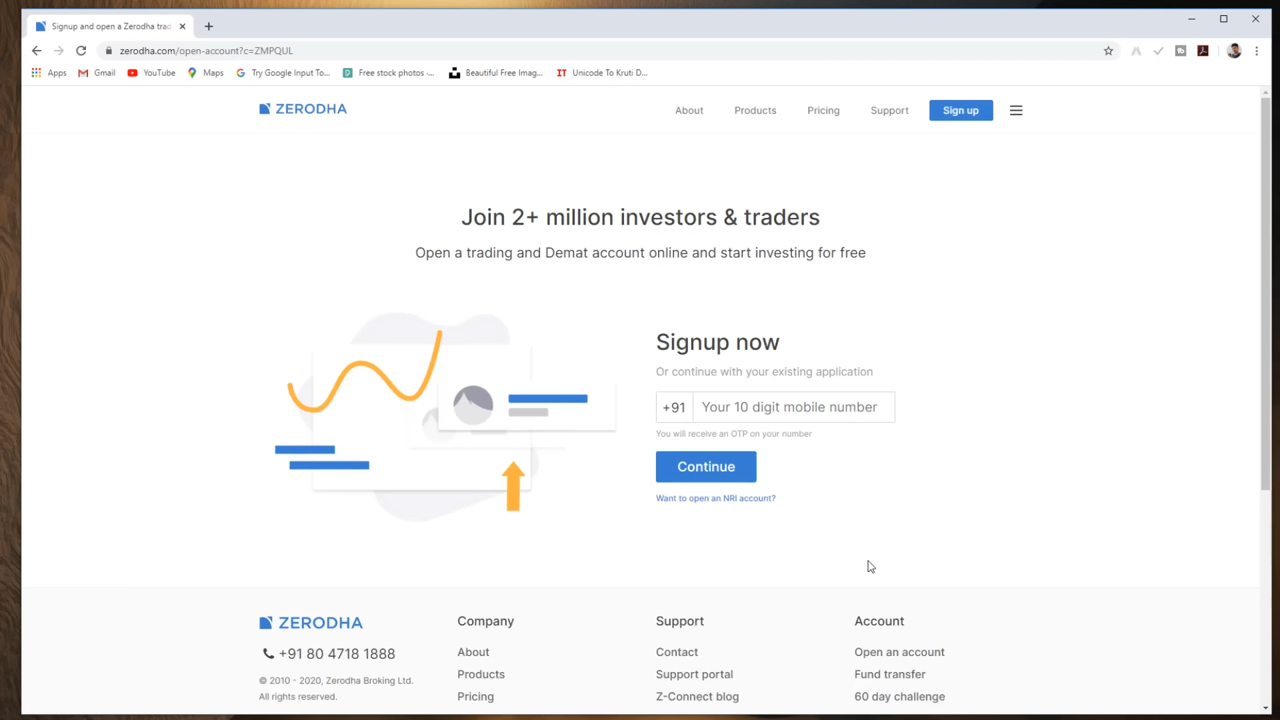 Signup and open a Zerodha trad
zerodha.com/open-account?c=ZMPQUL
Apps
Gmail
YouTube
Maps
Try Google Input To...
Free stock photos -...
Beautiful Free Imag...
IT Unicode To Kruti D...
ZERODHA
About
Products
Pricing
Support
Sign up
Join 2+ million investors & traders
Open a trading and Demat account online and start investing for free
Signup now
Or continue with your existing application
+91 Your 10 digit mobile number
You will receive an OTP on your number
Continue
Want to open an NRI account?
ZERODHA
+91 80 4718 1888
© 2010 - 2020, Zerodha Broking Ltd.
All rights reserved.
Company
About
Products
Pricing
Support
Contact
Support portal
Z-Connect blog
Account
Open an account
Fund transfer
60 day challenge